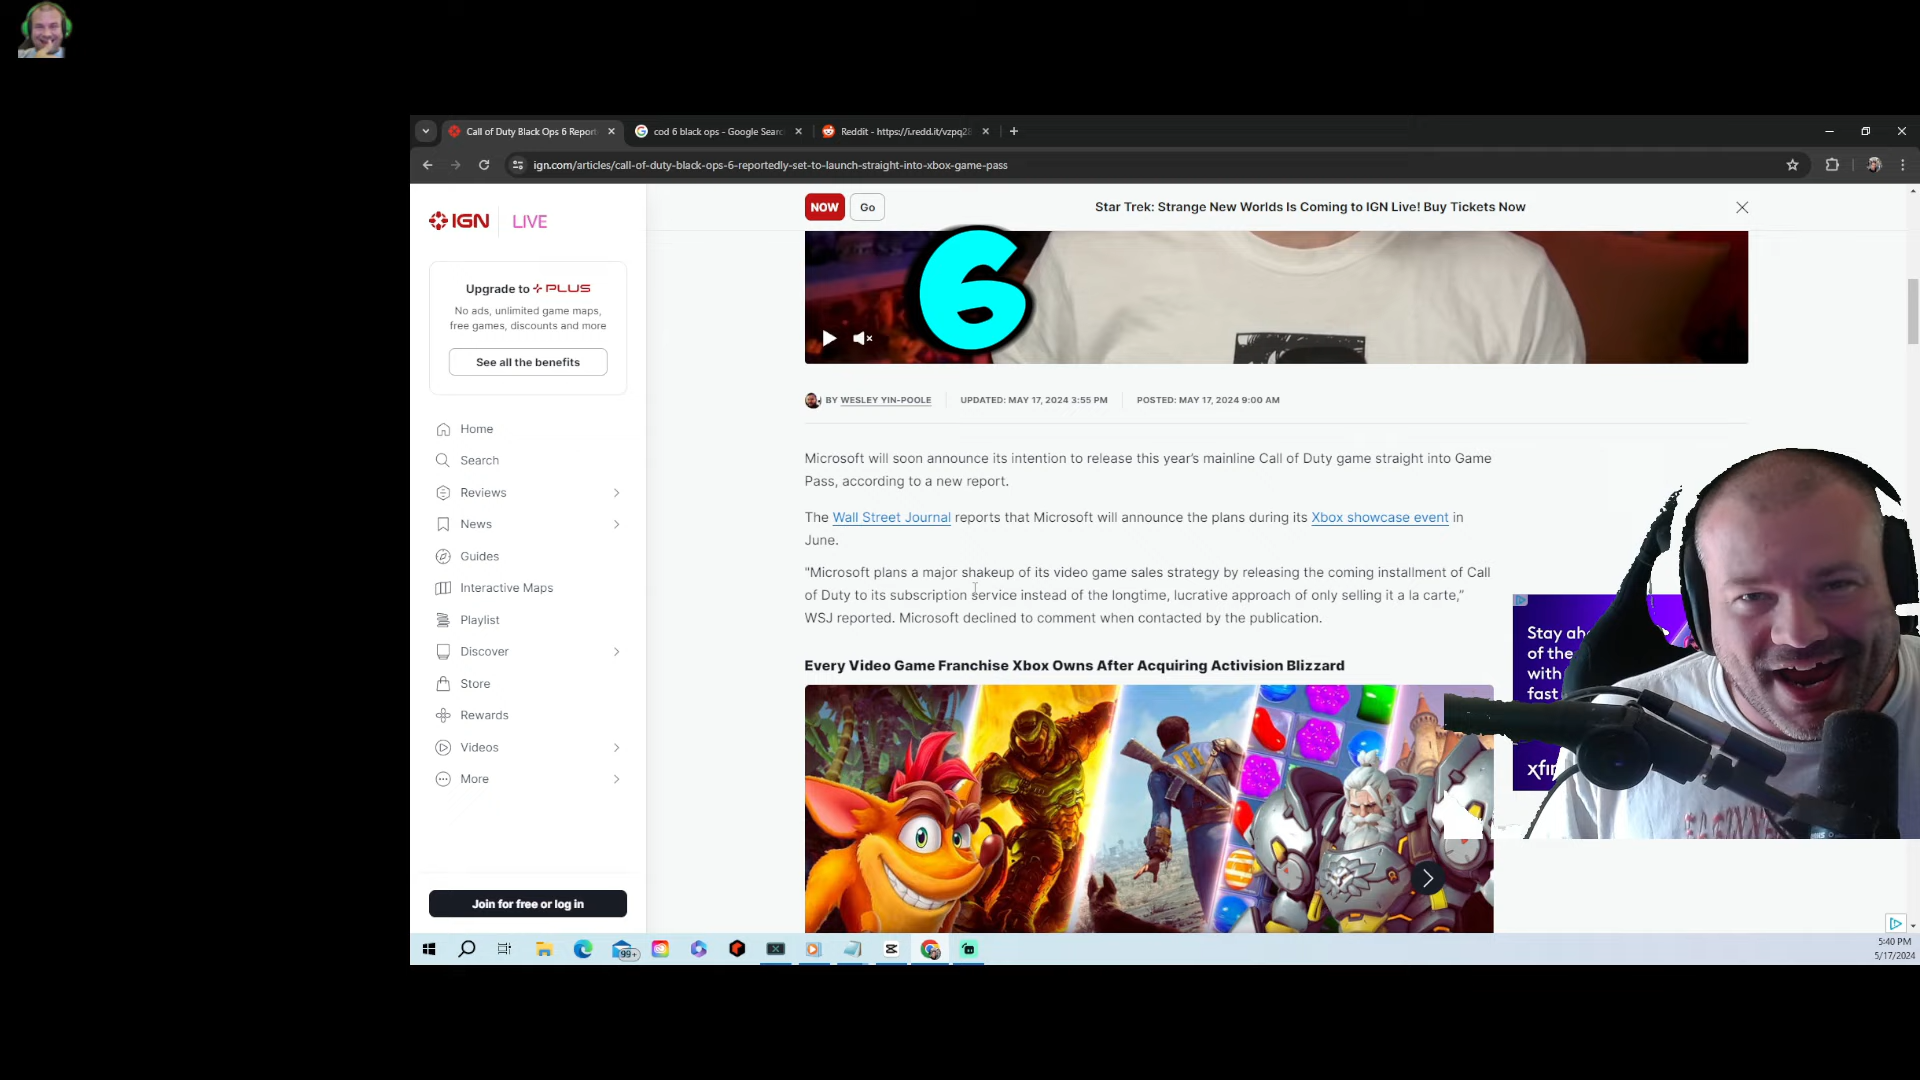 Call of Duty Black Ops 6 Report
cod 6 black ops - Google Searc
Reddit - https://i.redd.it/vzpq28
ign.com/articles/call-of-duty-black-ops-6-reportedly-set-to-launch-straight-into-xbox-game-pass
IGN LIVE
NOW
Go
Star Trek: Strange New Worlds Is Coming to IGN Live! Buy Tickets Now
Upgrade to PLUS
No ads, unlimited game maps,
free games, discounts and more
See all the benefits
Home
Search
Reviews
News
Guides
Interactive Maps
Playlist
Discover
Store
Rewards
Videos
More
Join for free or log in
6
BY WESLEY YIN-POOLE
UPDATED: MAY 17, 2024 3:55 PM
POSTED: MAY 17, 2024 9:00 AM
Microsoft will soon announce its intention to release this year's mainline Call of Duty game straight into Game
Pass, according to a new report.
The Wall Street Journal reports that Microsoft will announce the plans during its Xbox showcase event in
June.
"Microsoft plans a major shakeup of its video game sales strategy by releasing the coming installment of Call
of Duty to its subscription service instead of the longtime, lucrative approach of only selling it a la carte,"
WSJ reported. Microsoft declined to comment when contacted by the publication.
Every Video Game Franchise Xbox Owns After Acquiring Activision Blizzard
Stay ah
of the
with
fast
xfi
99+
5:40 PM
5/17/2024